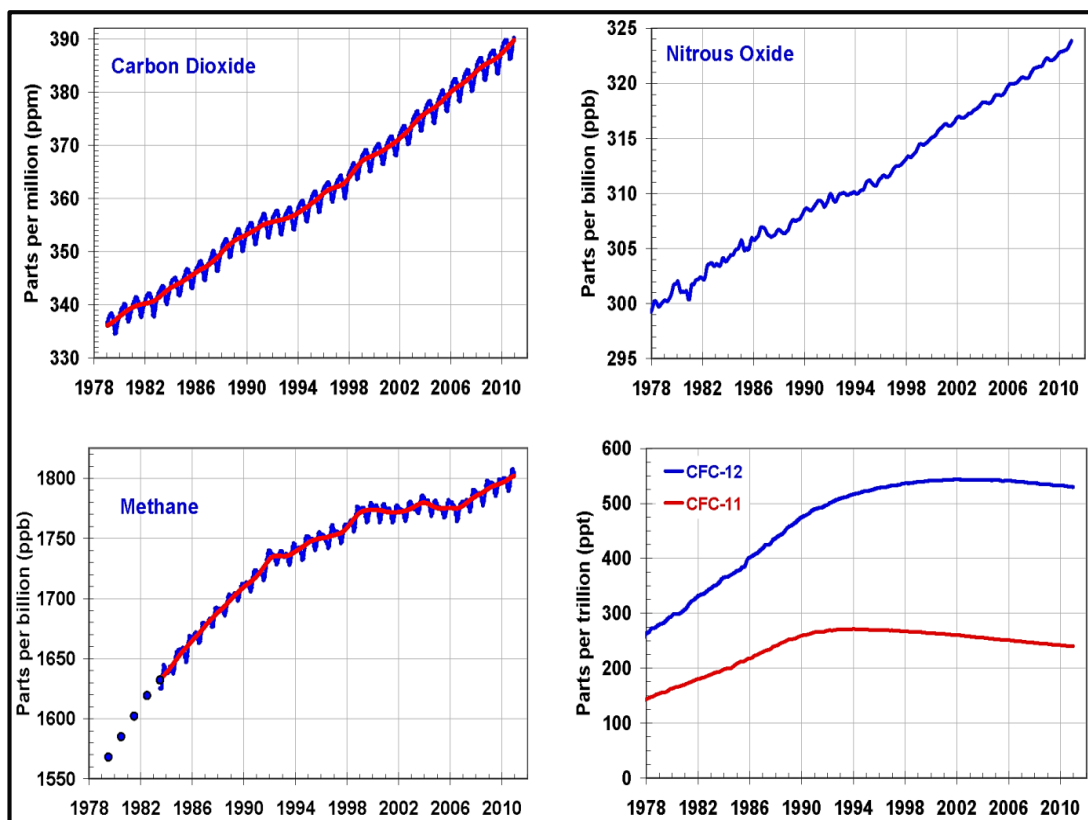 Carbon Dioxide
Parts per million (ppm)
390
380
370
360
350
340
330
1978 1982 1986 1990 1994 1998 2002 2006 2010
Nitrous Oxide
Parts per billion (ppb)
325
320
315
310
305
300
295
1978 1982 1986 1990 1994 1998 2002 2006 2010
Methane
Parts per billion (ppb)
1800
1750
1700
1650
1600
1550
1978 1982 1986 1990 1994 1998 2002 2006 2010
CFC-12
CFC-11
Parts per trillion (ppt)
600
500
400
300
200
100
0
1978 1982 1986 1990 1994 1998 2002 2006 2010